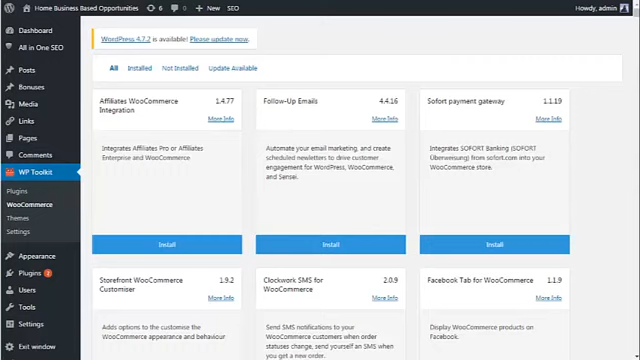 Home Business Based Opportunities 6 0 + New SEO Howdy, admin
Dashboard
All in One SEO
Posts
Bonuses
Media
Links
Pages
Comments
WP Toolkit
Plugins
WooCommerce
Themes
Settings
Appearance
Plugins 2
Users
Tools
Settings
Exit window
WordPress 4.7.2 is available! Please update now.
All Installed Not Installed Update Available
Affiliates WooCommerce Integration 1.4.77
More Info
Integrates Affiliates Pro or Affiliates
Enterprise and WooCommerce
Install
Follow-Up Emails 4.4.16
More Info
Automate your email marketing, and
create scheduled newletters to drive customer
engagement for WordPress, WooCommerce,
and Sensei.
Install
Sofort payment gateway 1.1.19
More Info
Integrates SOFORT Banking (SOFORT
Überweisung) from sofort.com into your
WooCommerce store.
Install
Storefront WooCommerce
Customiser 1.9.2
More Info
Adds options to the customise the
WooCommerce appearance and behaviour
Clockwork SMS for
WooCommerce 2.0.9
More Info
Send SMS notifications to your
WooCommerce customers when order
statuses change, send yourself an SMS when
you get a new order.
Facebook Tab for WooCommerce 1.1.9
More Info
Display WooCommerce products on
Facebook.